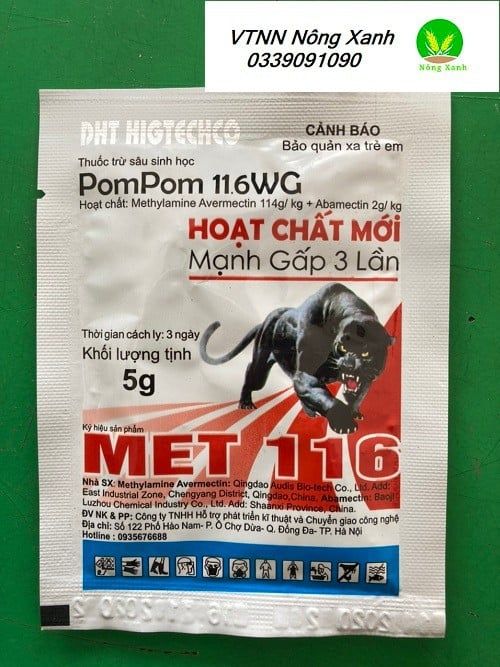 VTNN Nông Xanh
0339091090
Nông Xanh
DHT HIGTECHCO
CẢNH BÁO
Bảo quản xa trẻ em
Thuốc trừ sâu sinh học
PomPom 11.6WG
Hoạt chất: Methylamine Avermectin 114g/ kg + Abamectin 2g/ kg
HOẠT CHẤT MỚI
Mạnh Gấp 3 Lần
Thời gian cách ly: 3 ngày
Khối lượng tịnh
5g
Ký hiệu sản phẩm
MET 116
Nhà SX: Methylamine Avermectin: Qingdao Audis Bio-tech Co., Ltd. Add:
East Industrial Zone, Chengyang District, Qingdao,China, Abamectin: Baoji
Luzhou Chemical Industry Co., Ltd. Add: Shaanxi Province, China.
ĐV NK & PP: Công ty TNHH Hỗ trợ phát triển kĩ thuật và Chuyển giao công nghệ
Địa chỉ: Số 122 Phố Hào Nam- P. Ô Chợ Dừa- Q. Đống Đa- TP. Hà Nội
Hotline : 0935676688